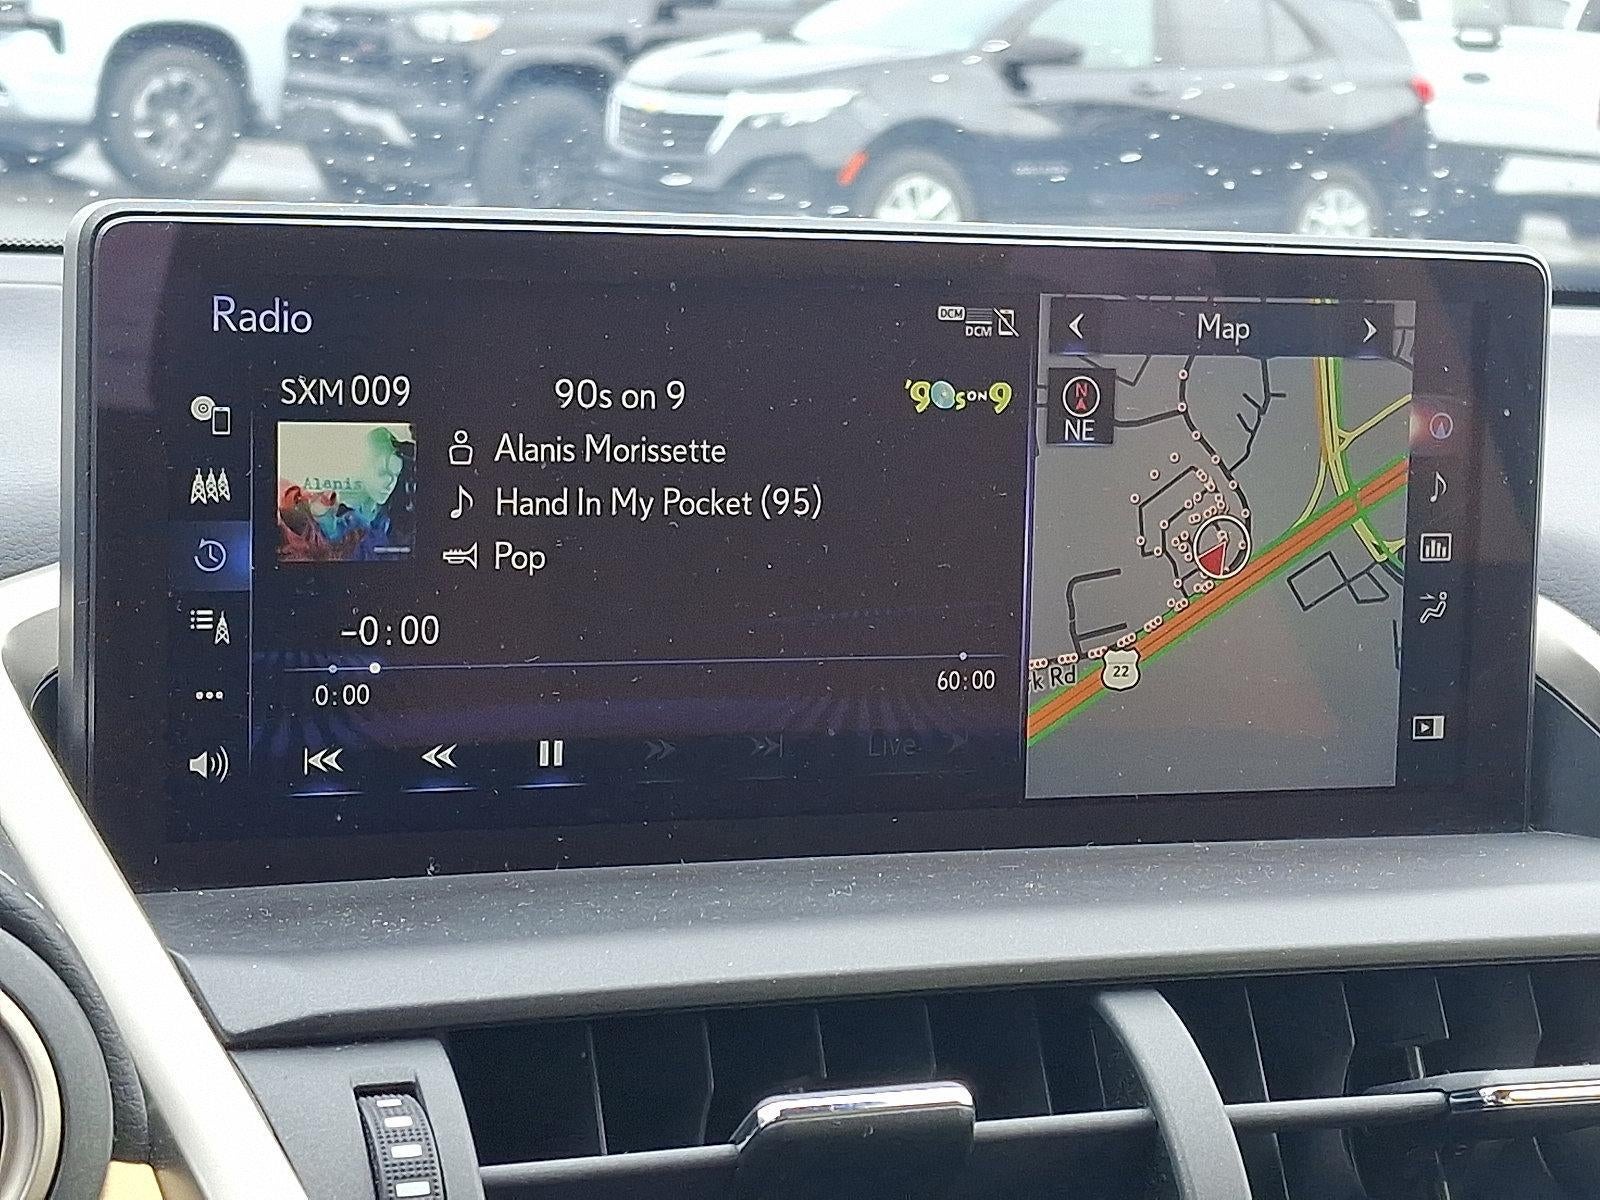 Radio
DCM
DCM
Map
SXM 009
90s on 9
'90s ON 9
N
NE
Alanis
Alanis Morissette
Hand In My Pocket (95)
Pop
-0:00
0:00
60:00
k Rd
22
Live